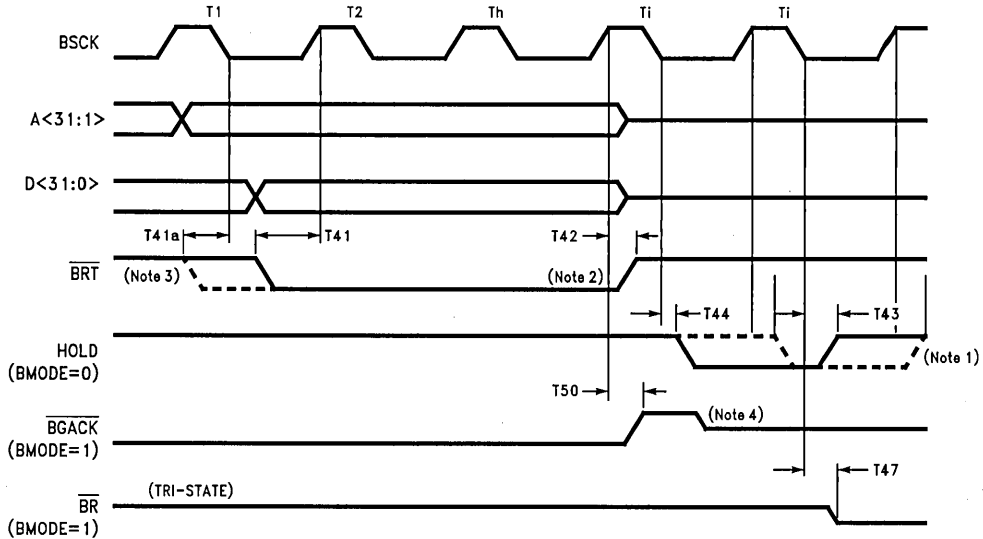 T1 T2 Th Ti Ti
BSCK
A<31:1>
D<31:0>
T41a T41 T42
BRT
(Note 3) (Note 2)
T44 T43
HOLD
(BMODE=0)
(Note 1)
T50
BGACK
(BMODE=1)
(Note 4)
T47
(TRI-STATE)
BR
(BMODE=1)